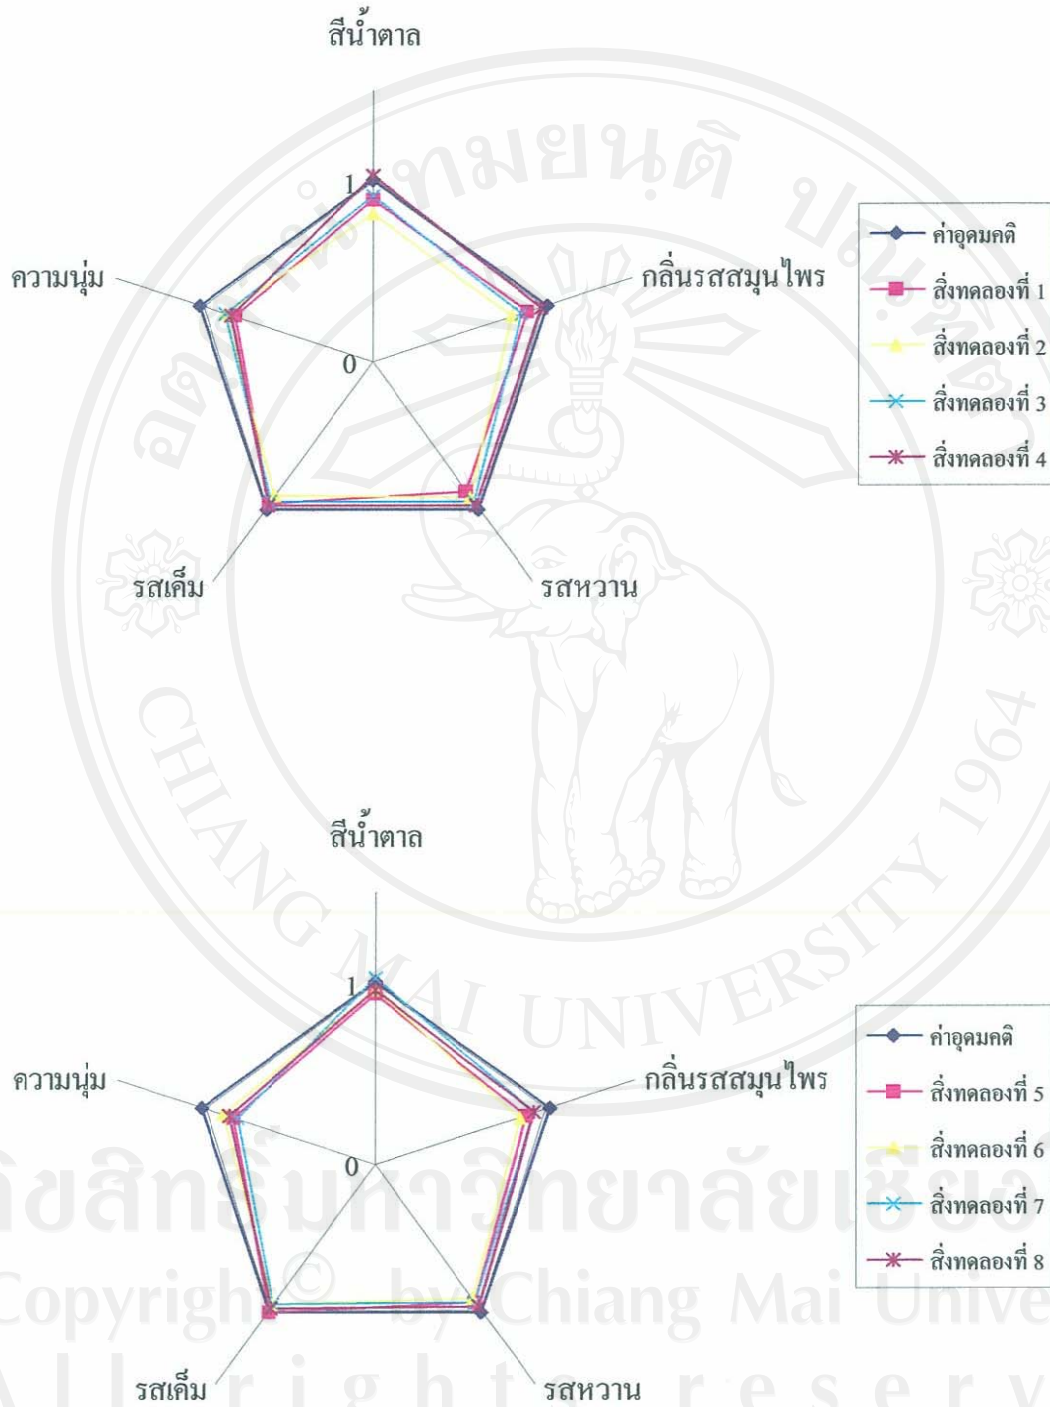 สีน้ำตาล
1
ความนุ่ม
กลิ่นรสสมุนไพร
0
รสเค็ม
รสหวาน
ค่าอุดมคติ
สิ่งทดลองที่ 1
สิ่งทดลองที่ 2
สิ่งทดลองที่ 3
สิ่งทดลองที่ 4
สีน้ำตาล
1
ความนุ่ม
กลิ่นรสสมุนไพร
0
รสเค็ม
รสหวาน
ค่าอุดมคติ
สิ่งทดลองที่ 5
สิ่งทดลองที่ 6
สิ่งทดลองที่ 7
สิ่งทดลองที่ 8
CHIANG MAI UNIVERSITY 1964
ลิขสิทธิ์มหาวิทยาลัยเชียง
Copyright © by Chiang Mai Unive
All rights reserv